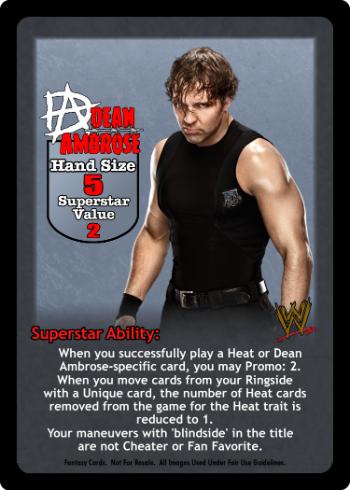 DEAN
AMBROSE
Hand Size
5
Superstar
Value
2
Superstar Ability:
When you successfully play a Heat or Dean
Ambrose-specific card, you may Promo: 2.
When you move cards from your Ringside
with a Unique card, the number of Heat cards
removed from the game for the Heat trait is
reduced to 1.
Your maneuvers with 'blindside' in the title
are not Cheater or Fan Favorite.
Fantasy Cards. Not For Resale. All Images Used Under Fair Use Guidelines.